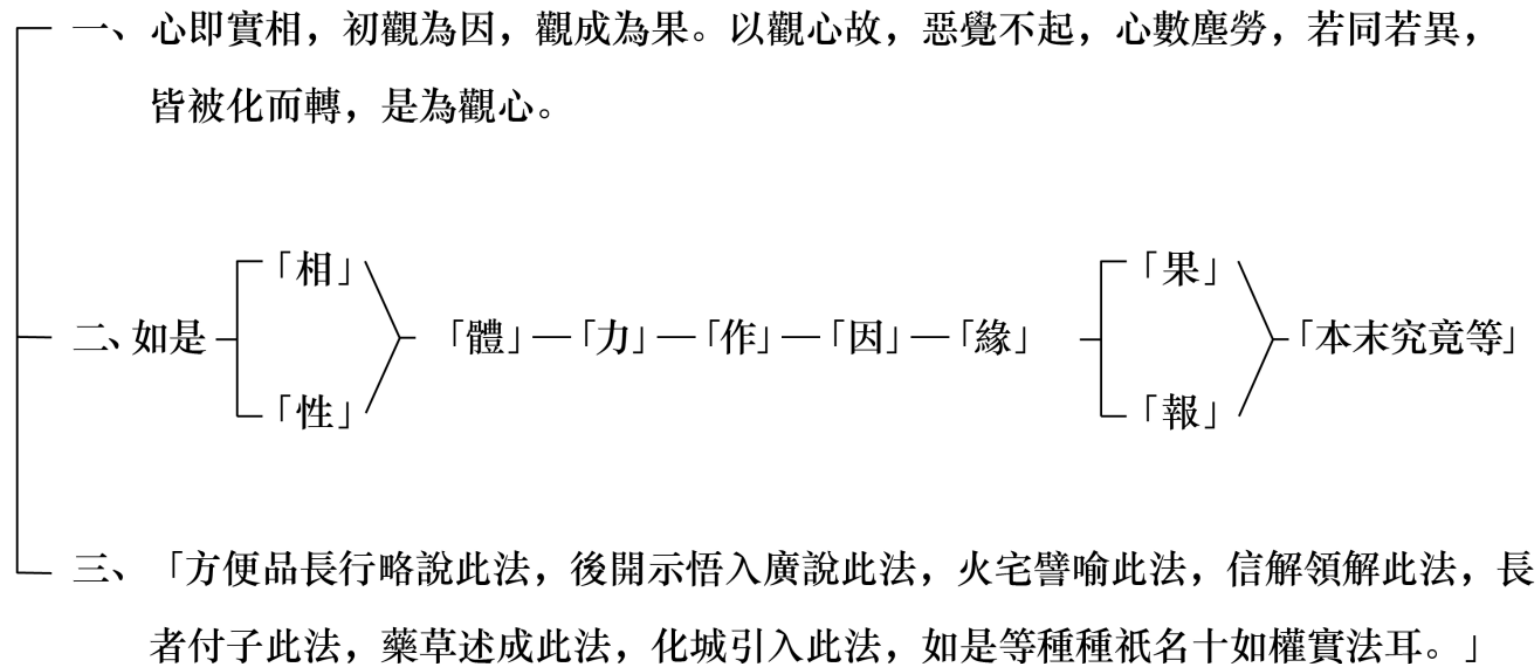 一、心即實相，初觀為因，觀成為果。以觀心故，惡覺不起，心數塵勞，若同若異，
皆被化而轉，是為觀心。
「相」
二、如是 「體」—「力」—「作」—「因」—「緣」
「性」
「果」
「本末究竟等」
「報」
三、「方便品長行略說此法，後開示悟入廣說此法，火宅譬喻此法，信解領解此法，長
者付子此法，藥草述成此法，化城引入此法，如是等種種祇名十如權實法耳。」